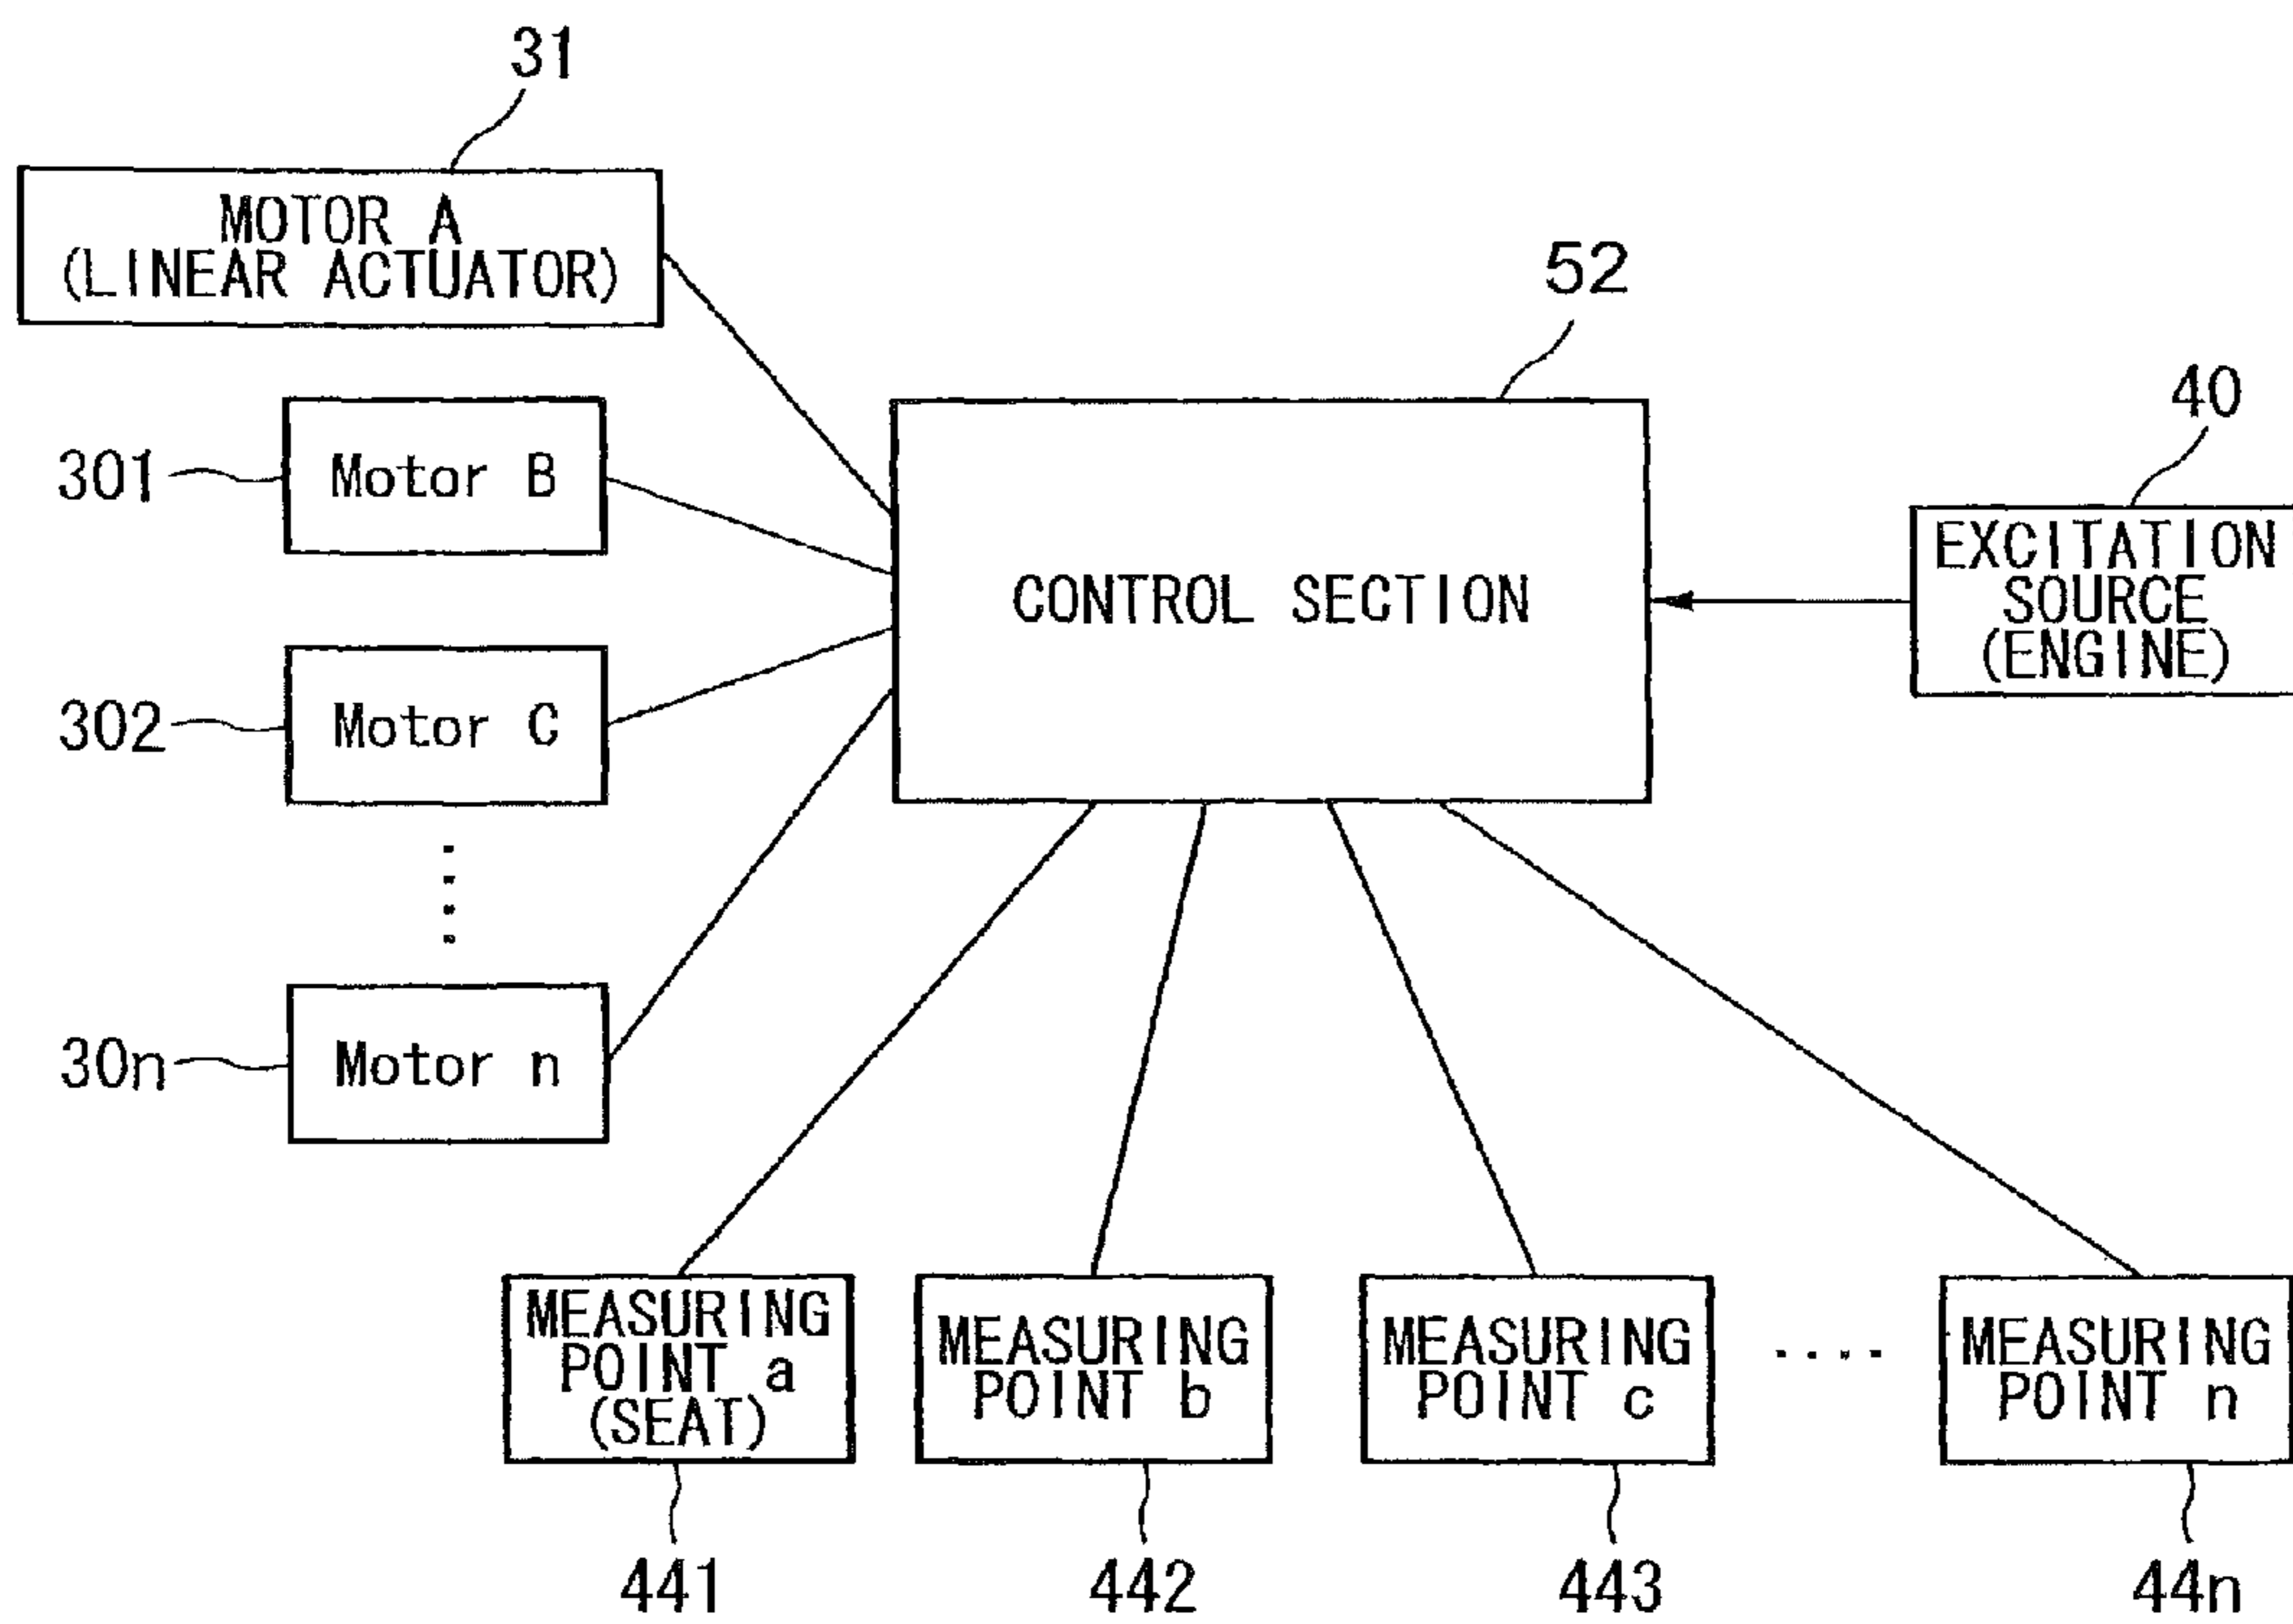 31
MOTOR A
(LINEAR ACTUATOR)
52
40
301
Motor B
CONTROL SECTION
EXCITATION
SOURCE
(ENGINE)
302
Motor C
30n
Motor n
MEASURING
POINT a
(SEAT)
MEASURING
POINT b
MEASURING
POINT c
MEASURING
POINT n
441
442
443
44n